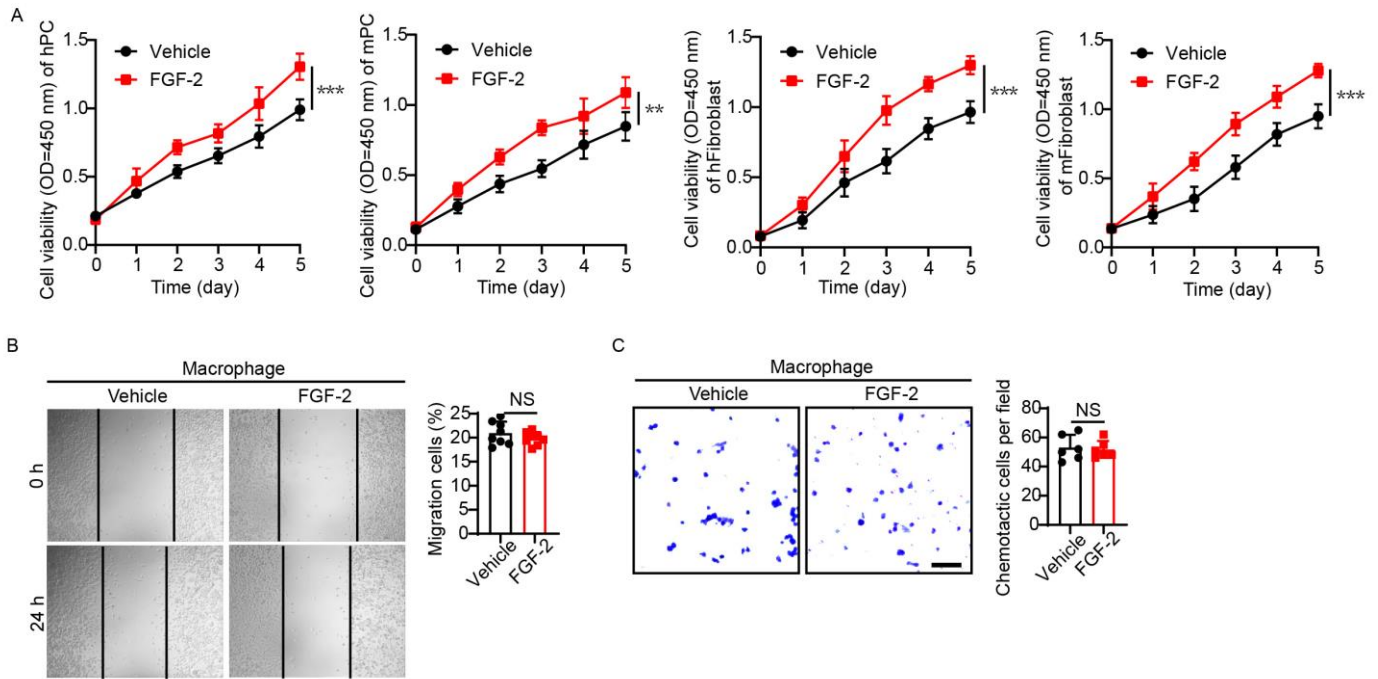 A
Cell viability (OD=450 nm) of hPC
1.5
1.0
0.5
0.0
Vehicle
FGF-2
***
0 1 2 3 4 5
Time (day)
Cell viability (OD=450 nm) of mPC
1.5
1.0
0.5
0.0
Vehicle
FGF-2
**
0 1 2 3 4 5
Time (day)
Cell viability (OD=450 nm)
of hFibroblast
1.5
1.0
0.5
0.0
Vehicle
FGF-2
***
0 1 2 3 4 5
Time (day)
Cell viability (OD=450 nm)
of mFibroblast
1.5
1.0
0.5
0.0
Vehicle
FGF-2
***
0 1 2 3 4 5
Time (day)
B
Macrophage
Vehicle FGF-2
0 h
24 h
Migration cells (%)
25
20
15
10
5
0
NS
Vehicle
FGF-2
C
Macrophage
Vehicle FGF-2
Chemotactic cells per field
80
60
40
20
0
NS
Vehicle
FGF-2